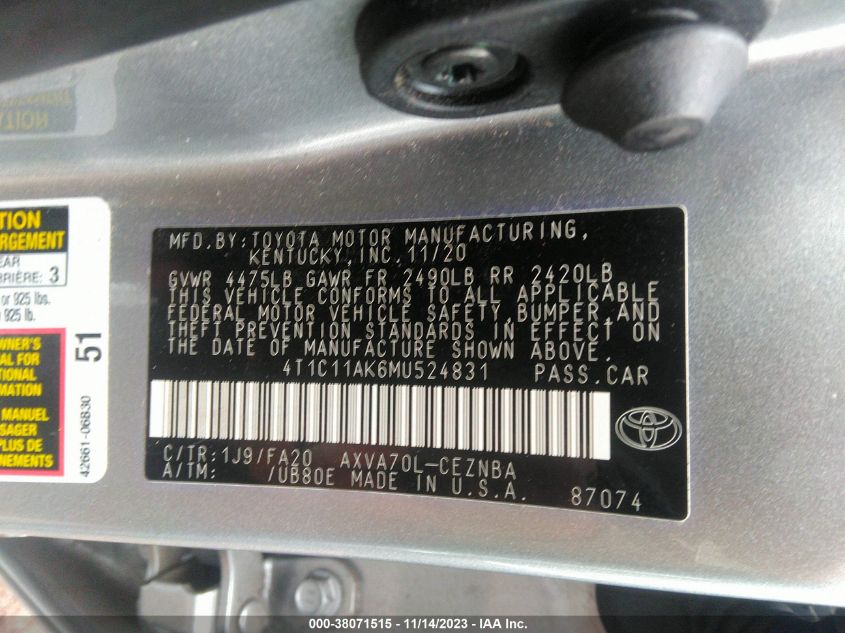 MFD.BY:TOYOTA MOTOR MANUFACTURING,
KENTUCKY,INC.11/20
GVWR 4475LB GAWR FR 2490LB RR 2420LB
THIS VEHICLE CONFORMS TO ALL APPLICABLE
FEDERAL MOTOR VEHICLE SAFETY,BUMPER,AND
THEFT PREVENTION STANDARDS IN EFFECT ON
THE DATE OF MANUFACTURE SHOWN ABOVE.
4T1C11AK6MU524831 PASS.CAR
C/TR:1J9/FA20 AXVA70L-CEZNBA
A/TM: /UB80E MADE IN U.S.A. 87074
TION
RGEMENT
EAR
RRIÈRE: 3
or 925 lbs.
925 lb.
WNER'S
AL FOR
TIONAL
MATION
MANUEL
SAGER
PLUS DE
NEMENTS
51
42661-06B30
000-38071515 - 11/14/2023 - IAA Inc.